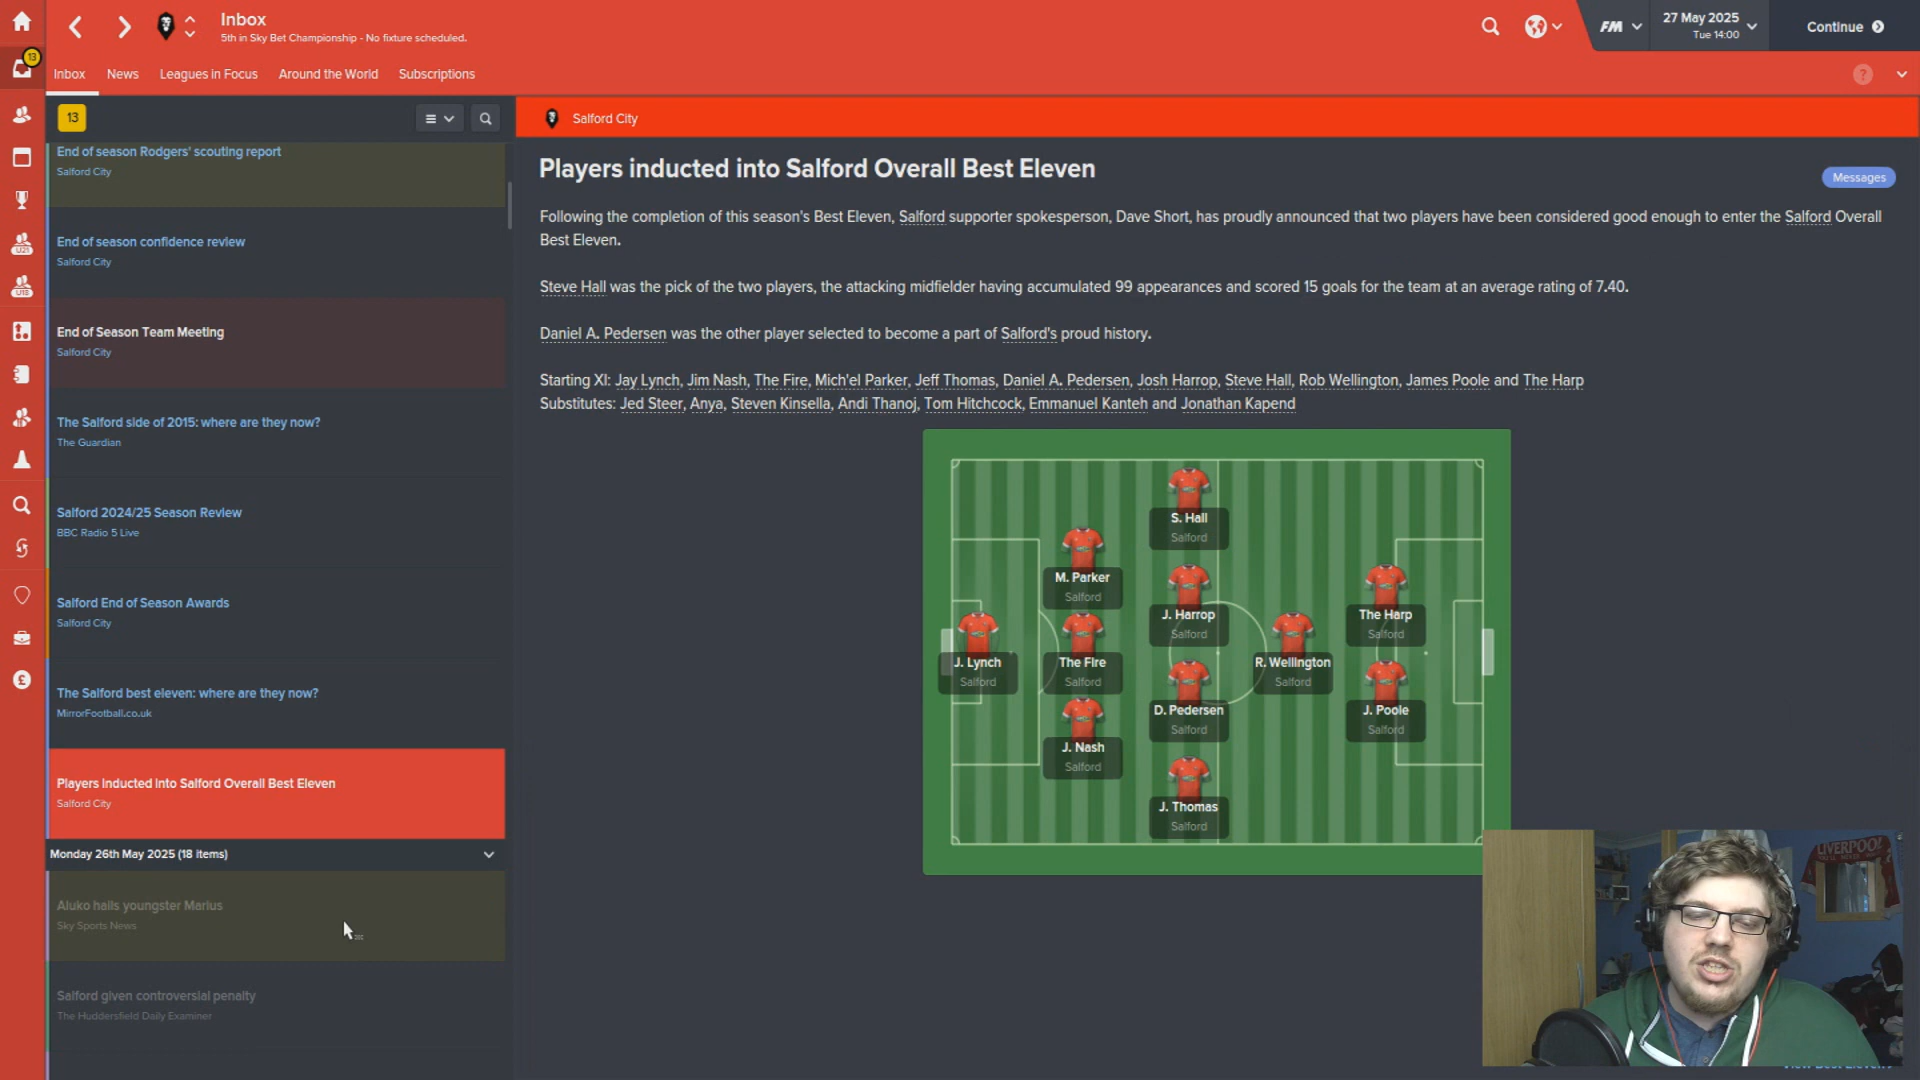 Inbox
5th in Sky Bet Championship - No fixture scheduled.
FM
27 May 2025
Tue 14:00
Continue
13
Inbox
News
Leagues in Focus
Around the World
Subscriptions
?
13
End of season Rodgers' scouting report
Salford City
End of season confidence review
Salford City
End of Season Team Meeting
Salford City
The Salford side of 2015: where are they now?
The Guardian
Salford 2024/25 Season Review
BBC Radio 5 Live
Salford End of Season Awards
Salford City
The Salford best eleven: where are they now?
MirrorFootball.co.uk
Players inducted into Salford Overall Best Eleven
Salford City
Monday 26th May 2025 (18 items)
Aluko hails youngster Marius
Sky Sports News
Salford given controversial penalty
The Huddersfield Daily Examiner
U21
U18
Salford City
Players inducted into Salford Overall Best Eleven
Messages
Following the completion of this season's Best Eleven, Salford supporter spokesperson, Dave Short, has proudly announced that two players have been considered good enough to enter the Salford Overall
Best Eleven.
Steve Hall was the pick of the two players, the attacking midfielder having accumulated 99 appearances and scored 15 goals for the team at an average rating of 7.40.
Daniel A. Pedersen was the other player selected to become a part of Salford's proud history.
Starting XI: Jay Lynch, Jim Nash, The Fire, Mich'el Parker, Jeff Thomas, Daniel A. Pedersen, Josh Harrop, Steve Hall, Rob Wellington, James Poole and The Harp
Substitutes: Jed Steer, Anya, Steven Kinsella, Andi Thanoj, Tom Hitchcock, Emmanuel Kanteh and Jonathan Kapend
S. Hall
Salford
M. Parker
Salford
J. Harrop
Salford
The Harp
Salford
J. Lynch
Salford
The Fire
Salford
R. Wellington
Salford
D. Pedersen
Salford
J. Poole
Salford
J. Nash
Salford
J. Thomas
Salford
LIVERPOOL